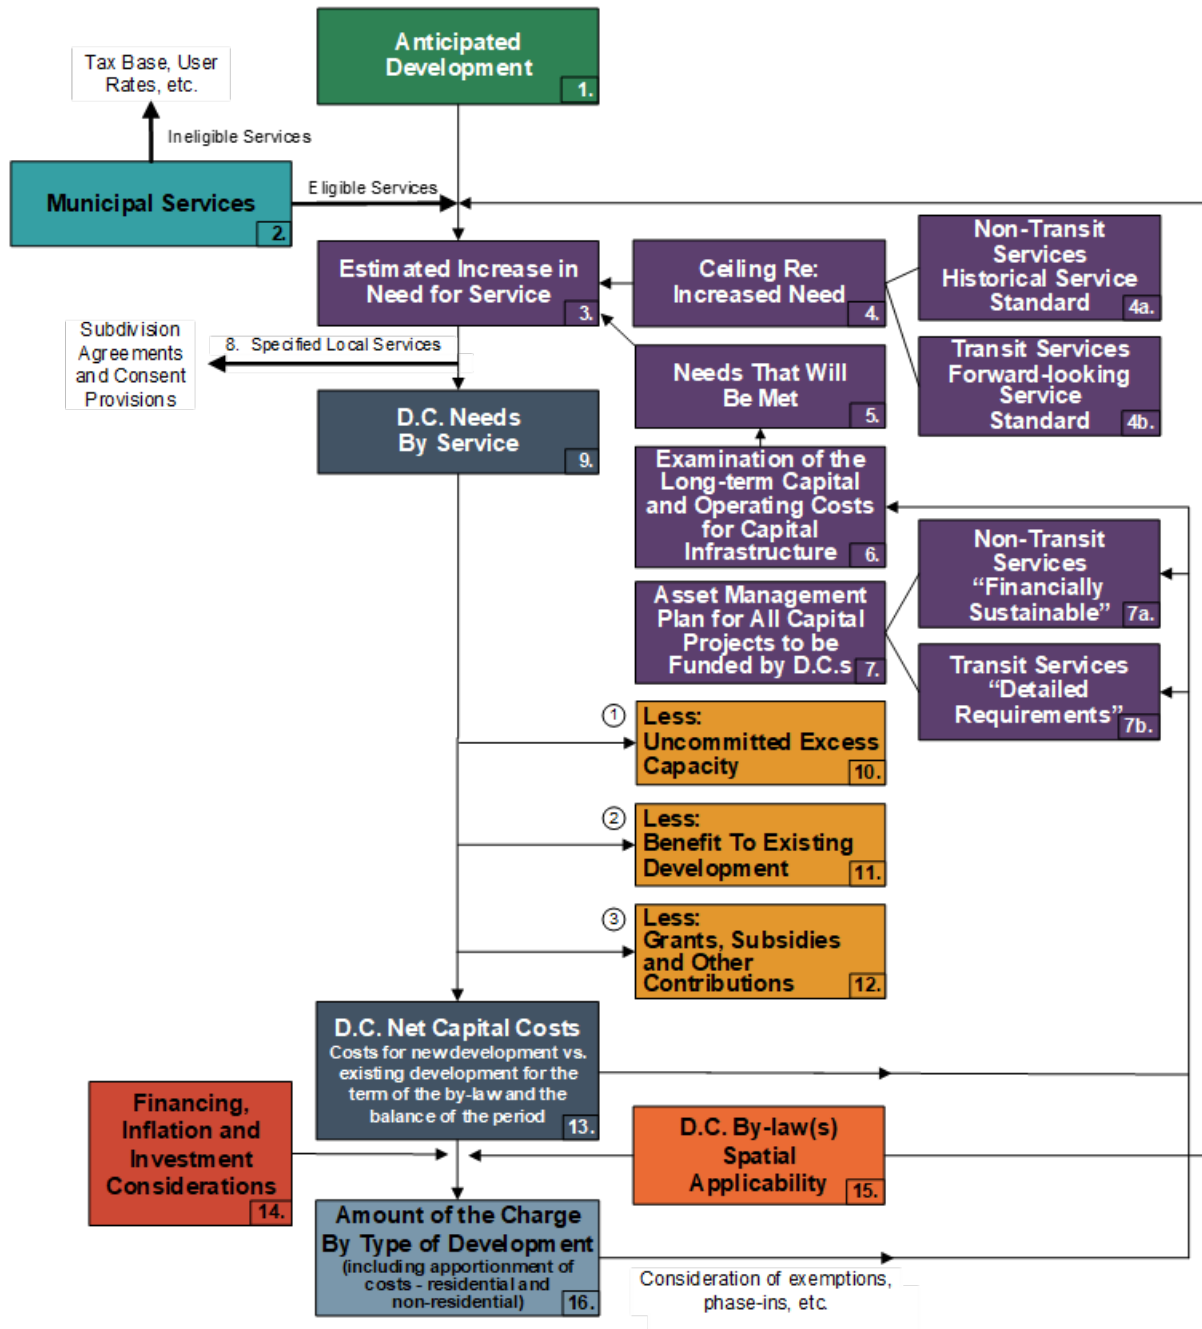 Anticipated
Development
1.
Tax Base, User
Rates, etc.
Ineligible Services
Municipal Services
2.
Eligible Services
Estimated Increase in
Need for Service
3.
Ceiling Re:
Increased Need
4.
Non-Transit
Services
Historical Service
Standard
4a.
Transit Services
Forward-looking
Service
Standard
4b.
Subdivision
Agreements
and Consent
Provisions
8. Specified Local Services
Needs That Will
Be Met
5.
D.C. Needs
By Service
9.
Examination of the
Long-term Capital
and Operating Costs
for Capital
Infrastructure
6.
Asset Management
Plan for All Capital
Projects to be
Funded by D.C.s
7.
Non-Transit
Services
“Financially
Sustainable”
7a.
Transit Services
“Detailed
Requirements”
7b.
1
Less:
Uncommitted Excess
Capacity
10.
2
Less:
Benefit To Existing
Development
11.
3
Less:
Grants, Subsidies
and Other
Contributions
12.
D.C. Net Capital Costs
Costs for new development vs.
existing development for the
term of the by-law and the
balance of the period
13.
Financing,
Inflation and
Investment
Considerations
14.
D.C. By-law(s)
Spatial
Applicability
15.
Amount of the Charge
By Type of Development
(including apportionment of
costs - residential and
non-residential)
16.
Consideration of exemptions,
phase-ins, etc.